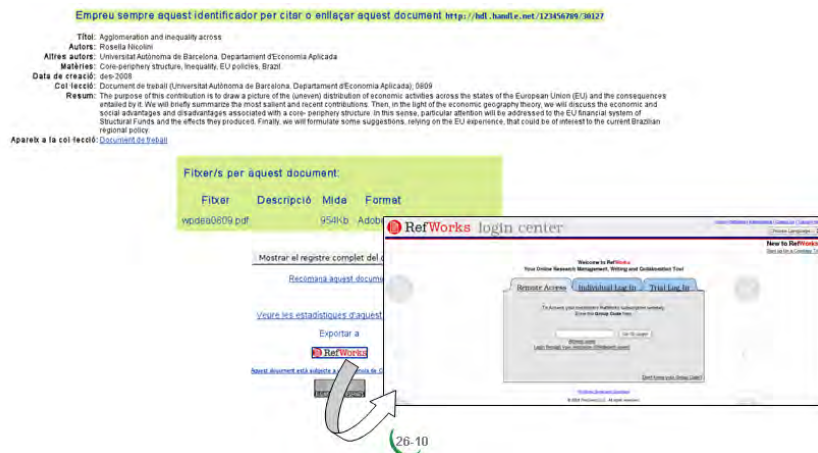 Empreu sempre aquest identificador per citar o enllaçar aquest document http://hdl.handle.net/123456789/30127
Títol: Agglomeration and inequality across
Autors: Rosella Nicolini
Altres autors: Universitat Autònoma de Barcelona. Departament d'Economia Aplicada
Matèries: Core-periphery structure, Inequality, EU policies, Brazil
Data de creació: des-2008
Col·lecció: Document de treball (Universitat Autònoma de Barcelona. Departament d'Economia Aplicada); 0809
Resum: The purpose of this contribution is to draw a picture of the (uneven) distribution of economic activities across the states of the European Union (EU) and the consequences
entailed by it. We will briefly summarize the most salient and recent contributions. Then, in the light of the economic geography theory, we will discuss the economic and
social advantages and disadvantages associated with a core- periphery structure. In this sense, particular attention will be addressed to the EU financial system of
Structural Funds and the effects they produced. Finally, we will formulate some suggestions, relying on the EU experience, that could be of interest to the current Brazilian
regional policy.
Apareix a la col·lecció: Document de treball
Fitxer/s per aquest document:
Fitxer Descripció Mida Format
wpdea0809.pdf 954Kb Adob
RefWorks login center
New to RefWorks
Welcome to RefWorks
Your Online Research Management, Writing and Collaboration Tool
Remote Access Individual Log In Trial Log In
Mostrar el registre complet del
Recomana aquest docume
Veure les estadístiques d'aquest
Exportar a
RefWorks
26-10